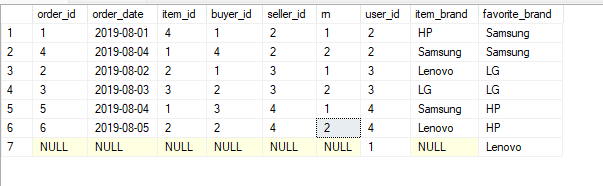 order_id order_date item_id buyer_id seller_id rn user_id item_brand favorite_brand
1 1 2019-08-01 4 1 2 1 2 HP Samsung
2 4 2019-08-04 1 4 2 2 2 Samsung Samsung
3 2 2019-08-02 2 1 3 1 3 Lenovo LG
4 3 2019-08-03 3 2 3 2 3 LG LG
5 5 2019-08-04 1 3 4 1 4 Samsung HP
6 6 2019-08-05 2 2 4 2 4 Lenovo HP
7 NULL NULL NULL NULL NULL NULL 1 NULL Lenovo